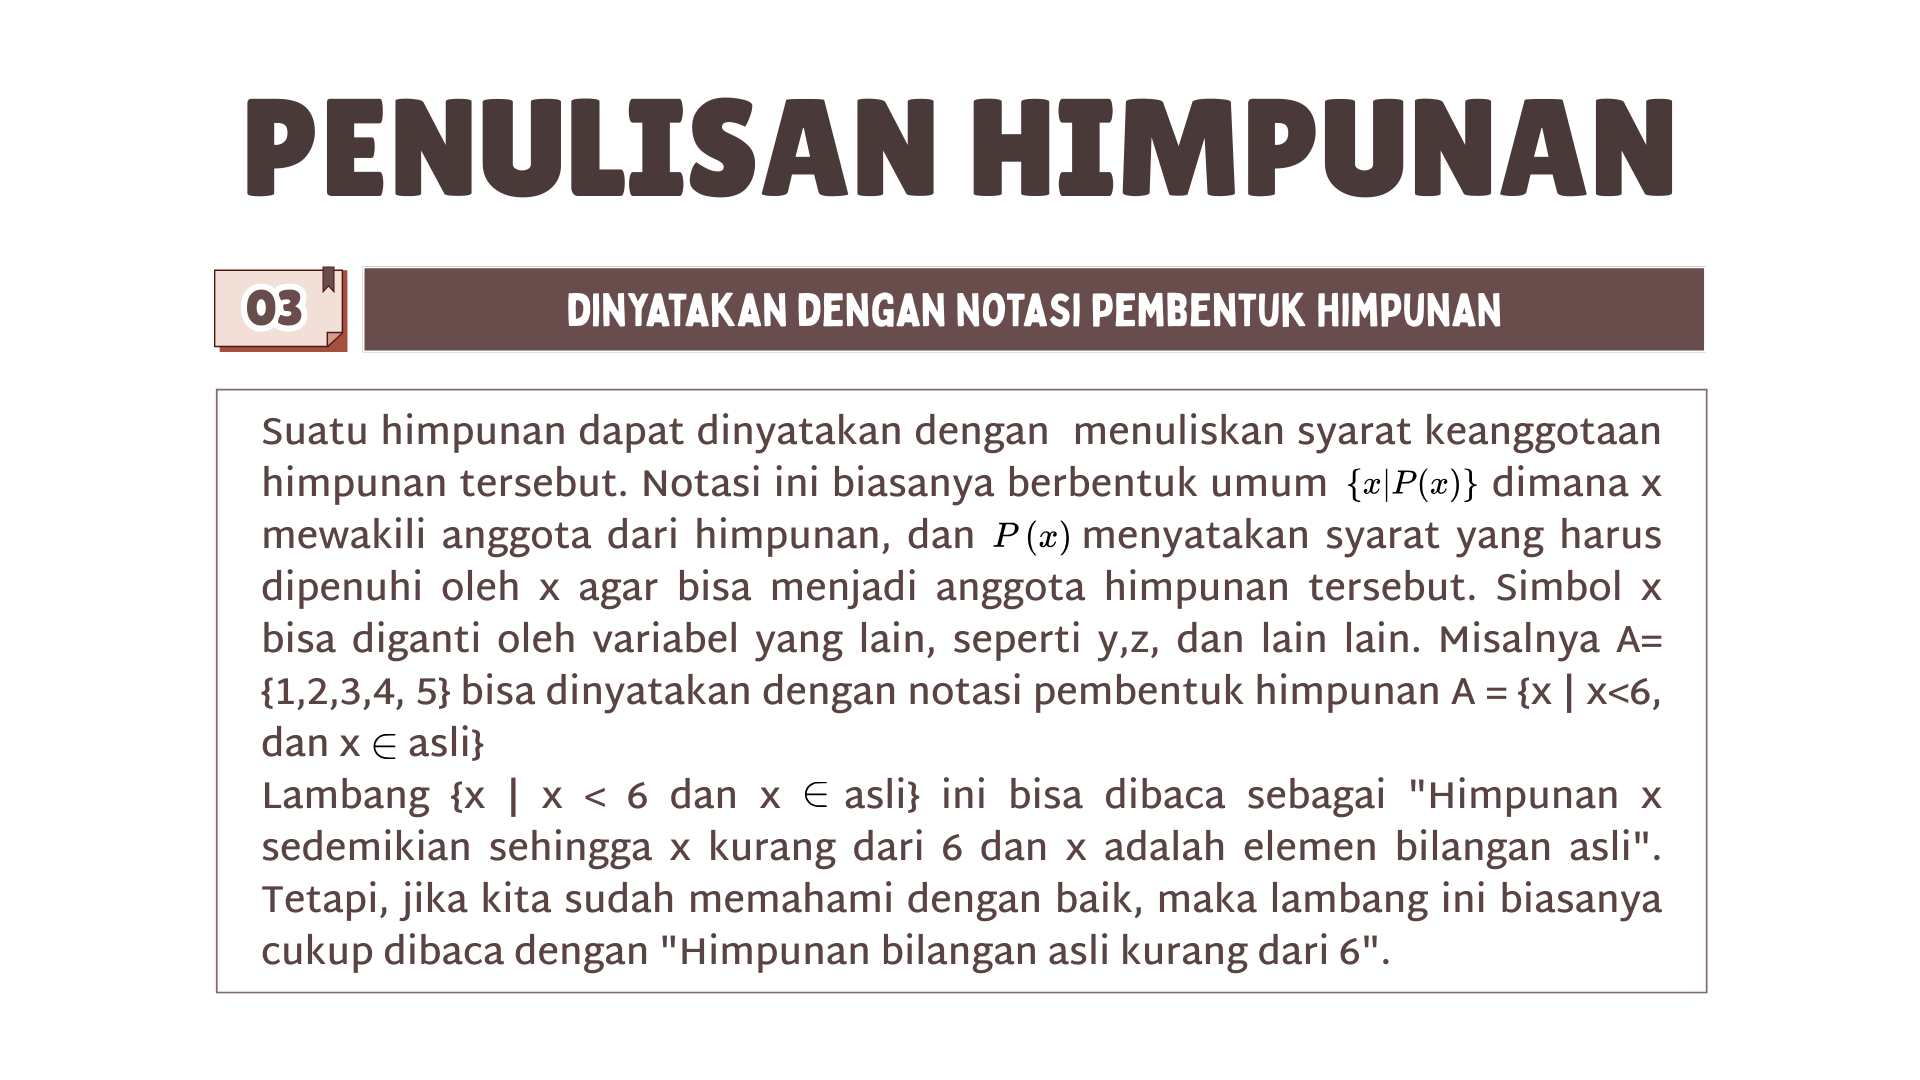 PENULISAN HIMPUNAN
03
DINYATAKAN DENGAN NOTASI PEMBENTUK HIMPUNAN
Suatu himpunan dapat dinyatakan dengan menuliskan syarat keanggotaan
himpunan tersebut. Notasi ini biasanya berbentuk umum {x|P(x)} dimana x
mewakili anggota dari himpunan, dan P(x) menyatakan syarat yang harus
dipenuhi oleh x agar bisa menjadi anggota himpunan tersebut. Simbol x
bisa diganti oleh variabel yang lain, seperti y,z, dan lain lain. Misalnya A=
{1,2,3,4, 5} bisa dinyatakan dengan notasi pembentuk himpunan A = {x | x<6,
dan x ∈ asli}
Lambang {x | x < 6 dan x ∈ asli} ini bisa dibaca sebagai "Himpunan x
sedemikian sehingga x kurang dari 6 dan x adalah elemen bilangan asli".
Tetapi, jika kita sudah memahami dengan baik, maka lambang ini biasanya
cukup dibaca dengan "Himpunan bilangan asli kurang dari 6".